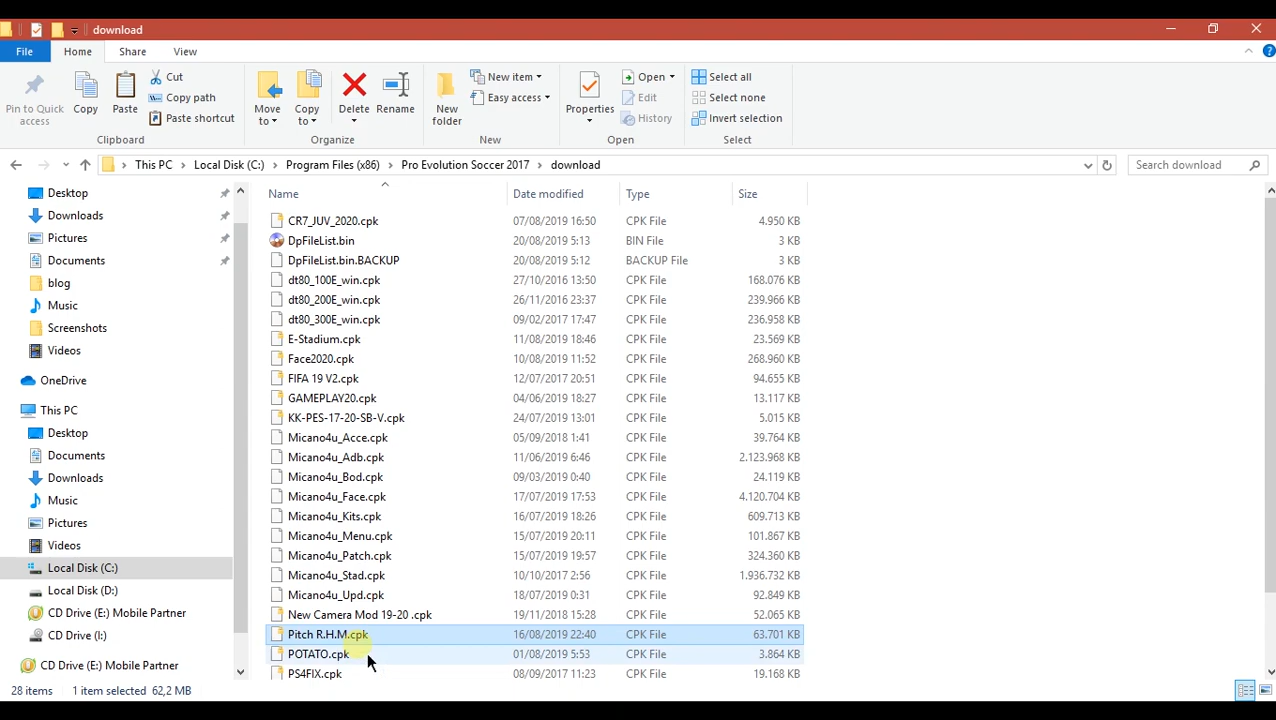 download
File Home Share View
Pin to Quick access
Copy
Paste
Cut
Copy path
Paste shortcut
Clipboard
Move to
Copy to
Delete
Rename
Organize
New folder
New item
Easy access
New
Properties
Open
Edit
History
Open
Select all
Select none
Invert selection
Select
This PC Local Disk (C:) Program Files (x86) Pro Evolution Soccer 2017 download
Search download
Desktop
Downloads
Pictures
Documents
blog
Music
Screenshots
Videos
OneDrive
This PC
Desktop
Documents
Downloads
Music
Pictures
Videos
Local Disk (C:)
Local Disk (D:)
CD Drive (E:) Mobile Partner
CD Drive (I:)
CD Drive (E:) Mobile Partner
Name Date modified Type Size
CR7_JUV_2020.cpk 07/08/2019 16:50 CPK File 4.950 KB
DpFileList.bin 20/08/2019 5:13 BIN File 3 KB
DpFileList.bin.BACKUP 20/08/2019 5:12 BACKUP File 3 KB
dt80_100E_win.cpk 27/10/2016 13:50 CPK File 168.076 KB
dt80_200E_win.cpk 26/11/2016 23:37 CPK File 239.966 KB
dt80_300E_win.cpk 09/02/2017 17:47 CPK File 236.958 KB
E-Stadium.cpk 11/08/2019 18:46 CPK File 23.569 KB
Face2020.cpk 10/08/2019 11:52 CPK File 268.960 KB
FIFA 19 V2.cpk 12/07/2017 20:51 CPK File 94.655 KB
GAMEPLAY20.cpk 04/06/2019 18:27 CPK File 13.117 KB
KK-PES-17-20-SB-V.cpk 24/07/2019 13:01 CPK File 5.015 KB
Micano4u_Acce.cpk 05/09/2018 1:41 CPK File 39.764 KB
Micano4u_Adb.cpk 11/06/2019 6:46 CPK File 2.123.968 KB
Micano4u_Bod.cpk 09/03/2019 0:40 CPK File 24.119 KB
Micano4u_Face.cpk 17/07/2019 17:53 CPK File 4.120.704 KB
Micano4u_Kits.cpk 16/07/2019 18:26 CPK File 609.713 KB
Micano4u_Menu.cpk 15/07/2019 20:11 CPK File 101.867 KB
Micano4u_Patch.cpk 15/07/2019 19:57 CPK File 324.360 KB
Micano4u_Stad.cpk 10/10/2017 2:56 CPK File 1.936.732 KB
Micano4u_Upd.cpk 18/07/2019 0:31 CPK File 92.849 KB
New Camera Mod 19-20 .cpk 19/11/2018 15:28 CPK File 52.065 KB
Pitch R.H.M.cpk 16/08/2019 22:40 CPK File 63.701 KB
POTATO.cpk 01/08/2019 5:53 CPK File 3.864 KB
PS4FIX.cpk 08/09/2017 11:23 CPK File 19.168 KB
28 items 1 item selected 62,2 MB